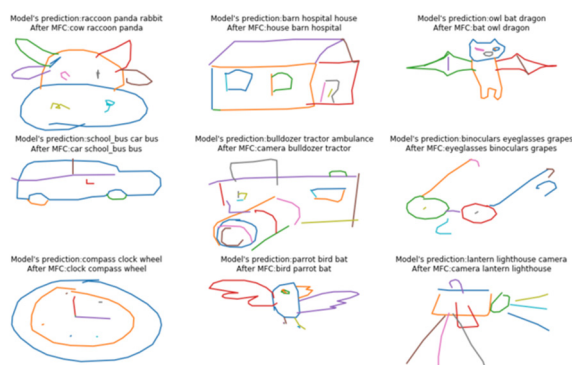 Model's prediction:raccoon panda rabbit
After MFC:cow raccoon panda
Model's prediction:barn hospital house
After MFC:house barn hospital
Model's prediction:owl bat dragon
After MFC:bat owl dragon
Model's prediction:school_bus car bus
After MFC:car school_bus bus
Model's prediction:bulldozer tractor ambulance
After MFC:camera bulldozer tractor
Model's prediction:binoculars eyeglasses grapes
After MFC:eyeglasses binoculars grapes
Model's prediction:compass clock wheel
After MFC:clock compass wheel
Model's prediction:parrot bird bat
After MFC:bird parrot bat
Model's prediction:lantern lighthouse camera
After MFC:camera lantern lighthouse